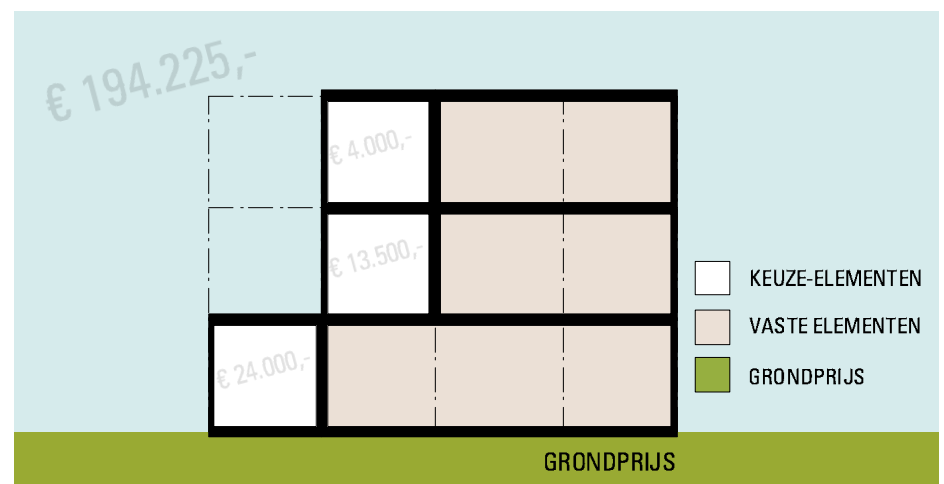 € 194.225,-
€ 4.000,-
€ 13.500,-
€ 24.000,-
KEUZE-ELEMENTEN
VASTE ELEMENTEN
GRONDPRIJS
GRONDPRIJS